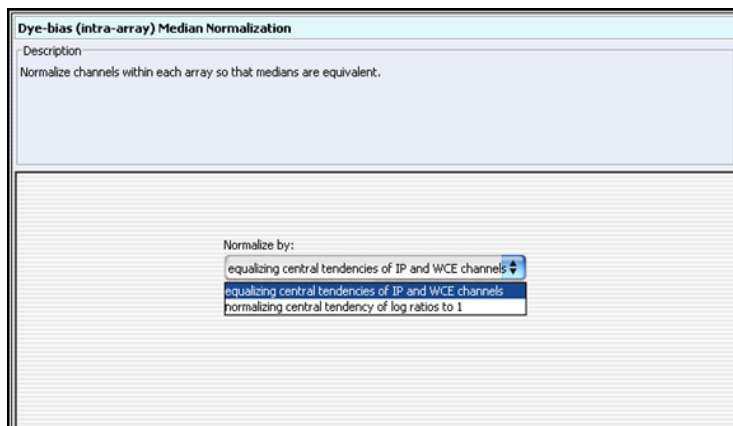 Dye-bias (intra-array) Median Normalization
Description
Normalize channels within each array so that medians are equivalent.
Normalize by:
equalizing central tendencies of IP and WCE channels
equalizing central tendencies of IP and WCE channels
normalizing central tendency of log ratios to 1